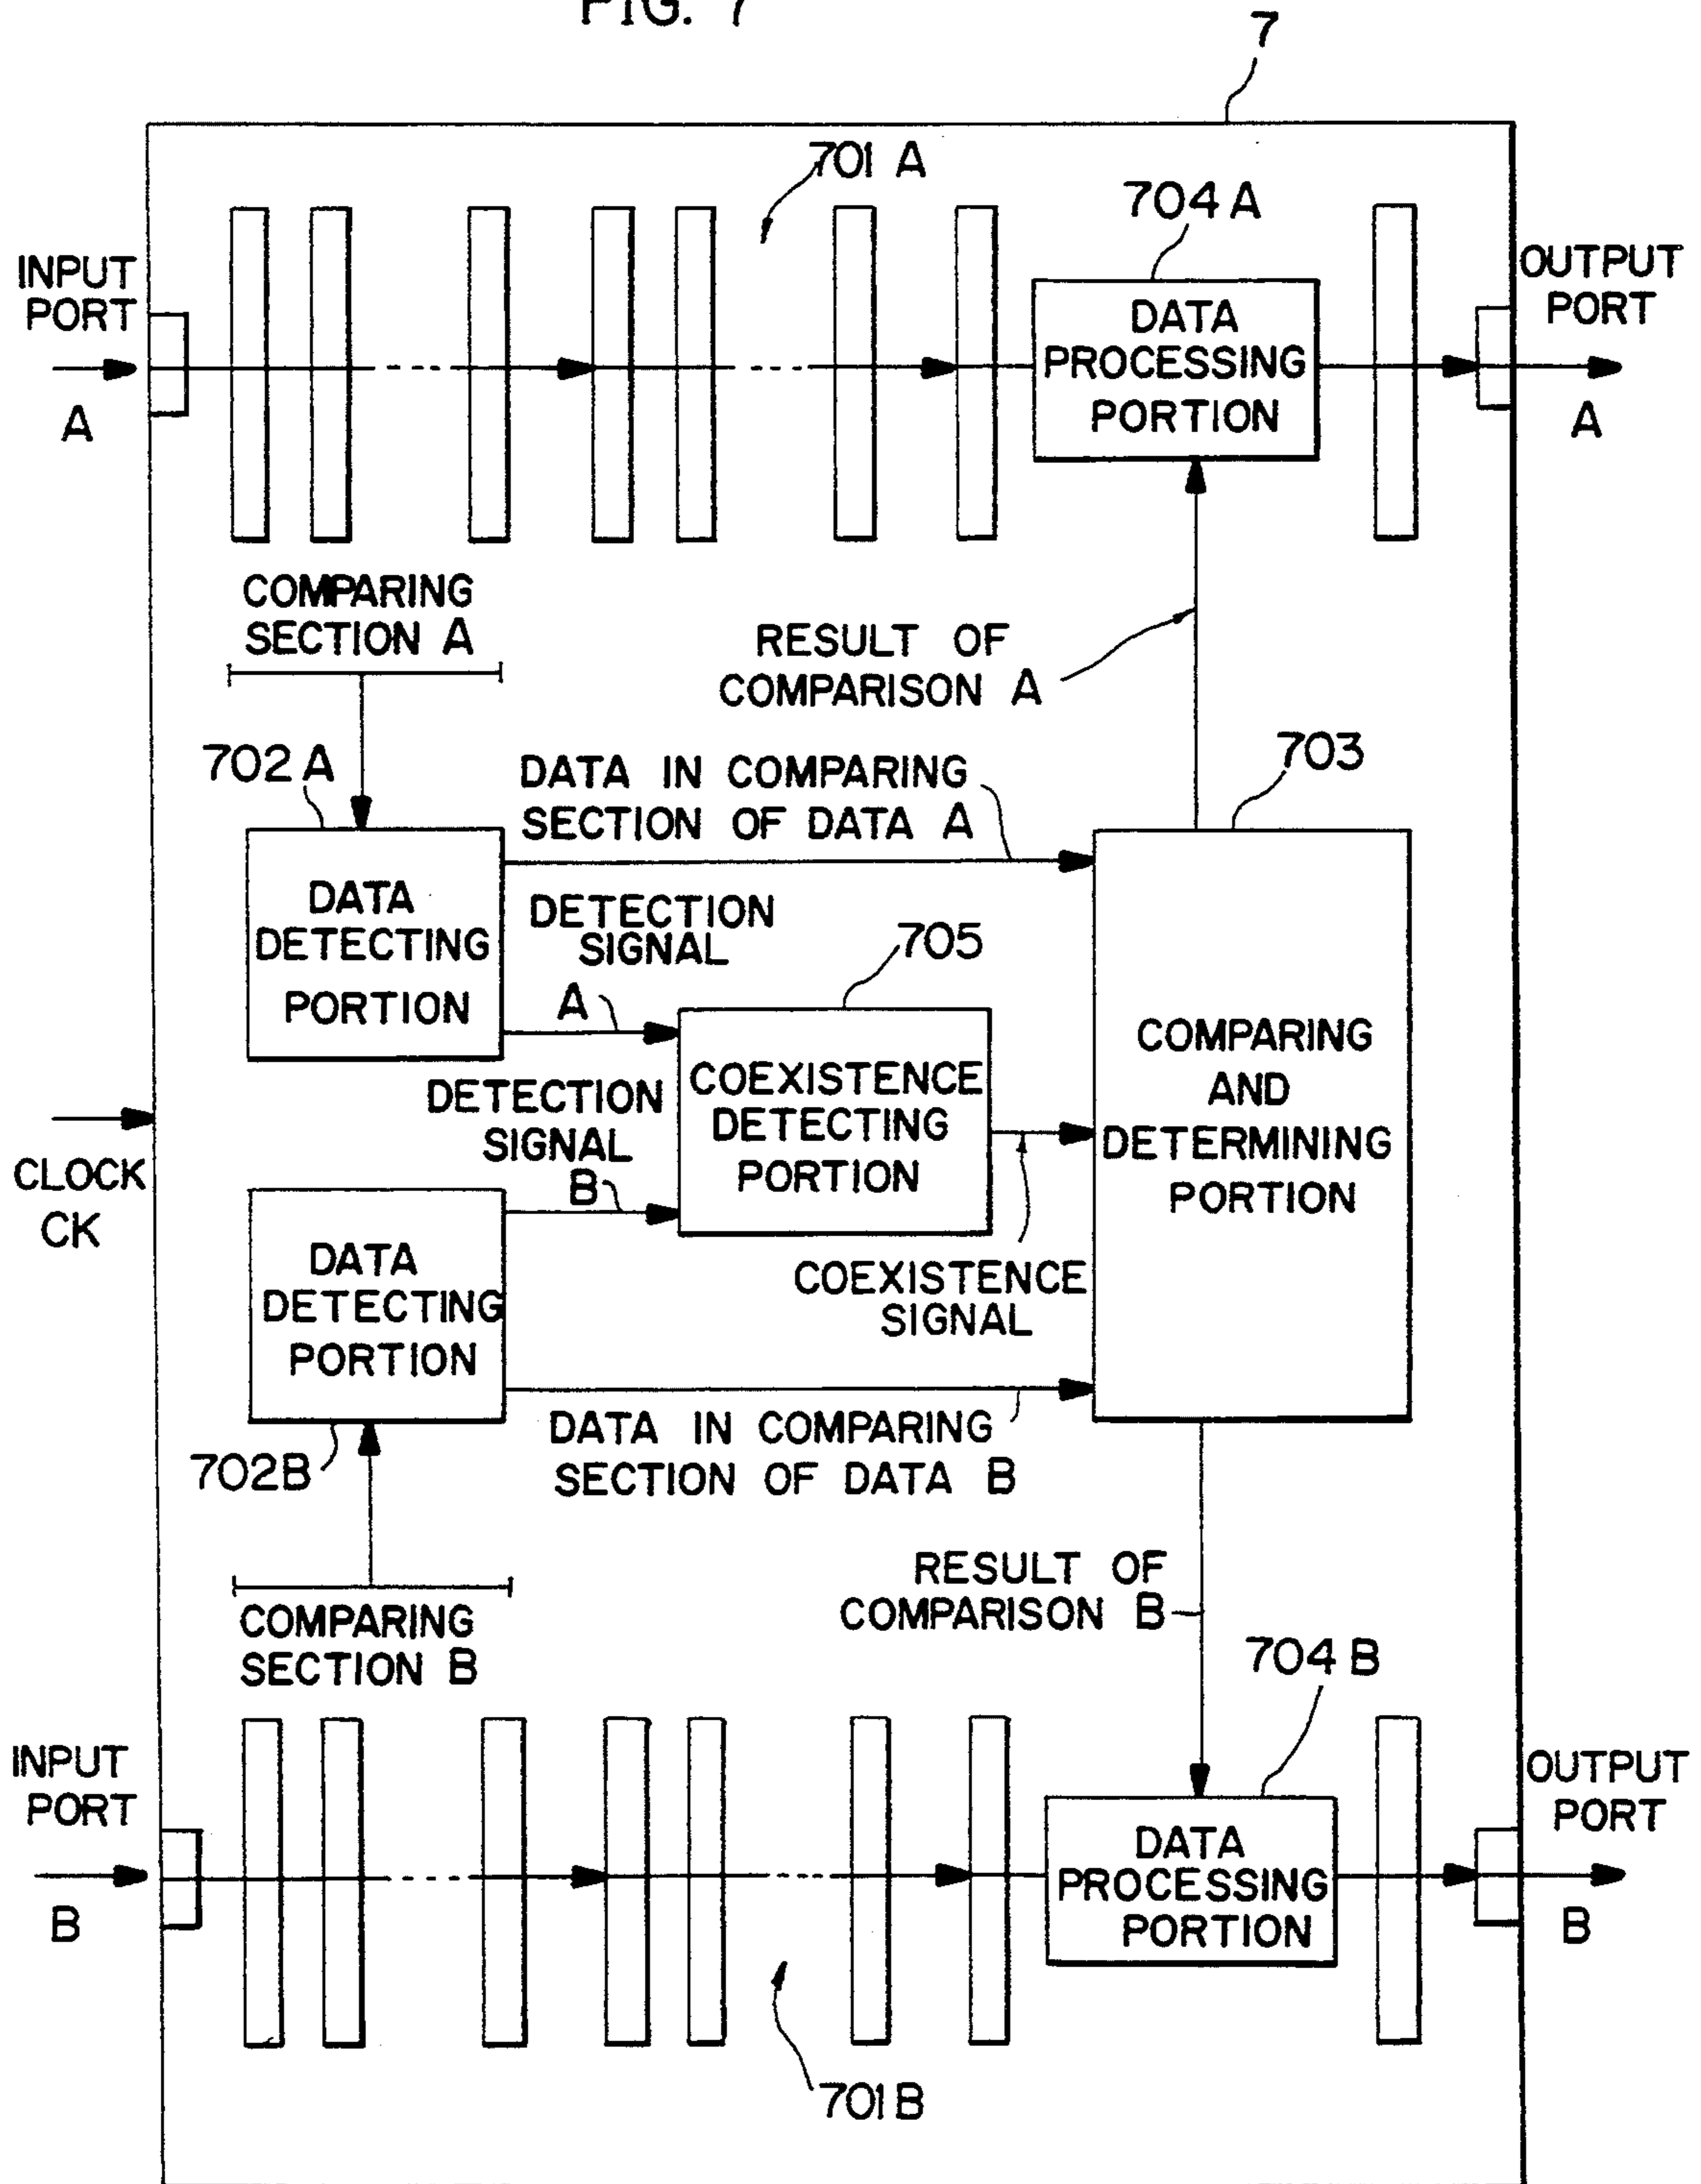 FIG. 7
7
701 A
704 A
INPUT
PORT
A
DATA
PROCESSING
PORTION
OUTPUT
PORT
A
COMPARING
SECTION A
RESULT OF
COMPARISON A
702 A
DATA IN COMPARING
SECTION OF DATA A
703
DATA
DETECTING
PORTION
DETECTION
SIGNAL
A
705
COEXISTENCE
DETECTING
PORTION
COMPARING
AND
DETERMINING
PORTION
DETECTION
SIGNAL
B
CLOCK
CK
COEXISTENCE
SIGNAL
DATA
DETECTING
PORTION
702B
DATA IN COMPARING
SECTION OF DATA B
COMPARING
SECTION B
RESULT OF
COMPARISON B
704 B
INPUT
PORT
B
DATA
PROCESSING
PORTION
OUTPUT
PORT
B
701B